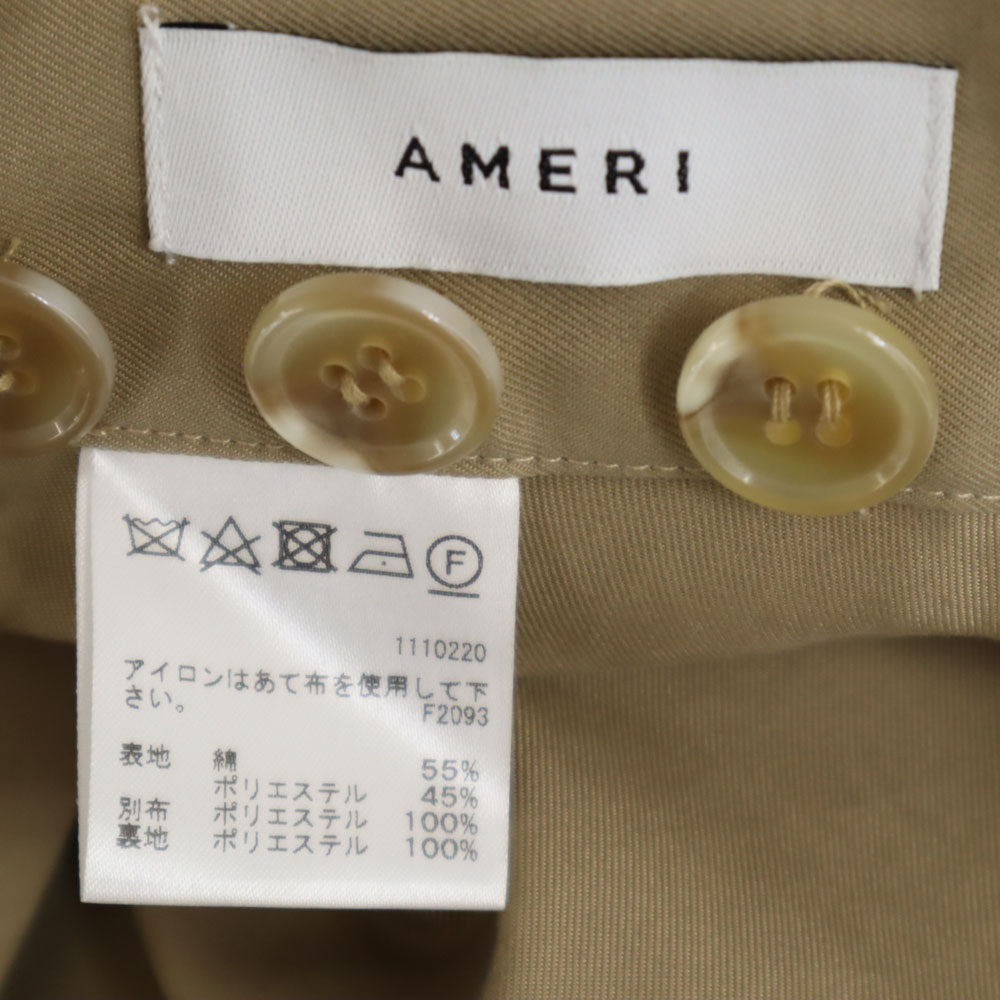 AMERI
F
1110220
アイロンはあて布を使用して下
さい。
F2093
表地 綿 55%
ポリエステル 45%
別布 ポリエステル 100%
裏地 ポリエステル 100%